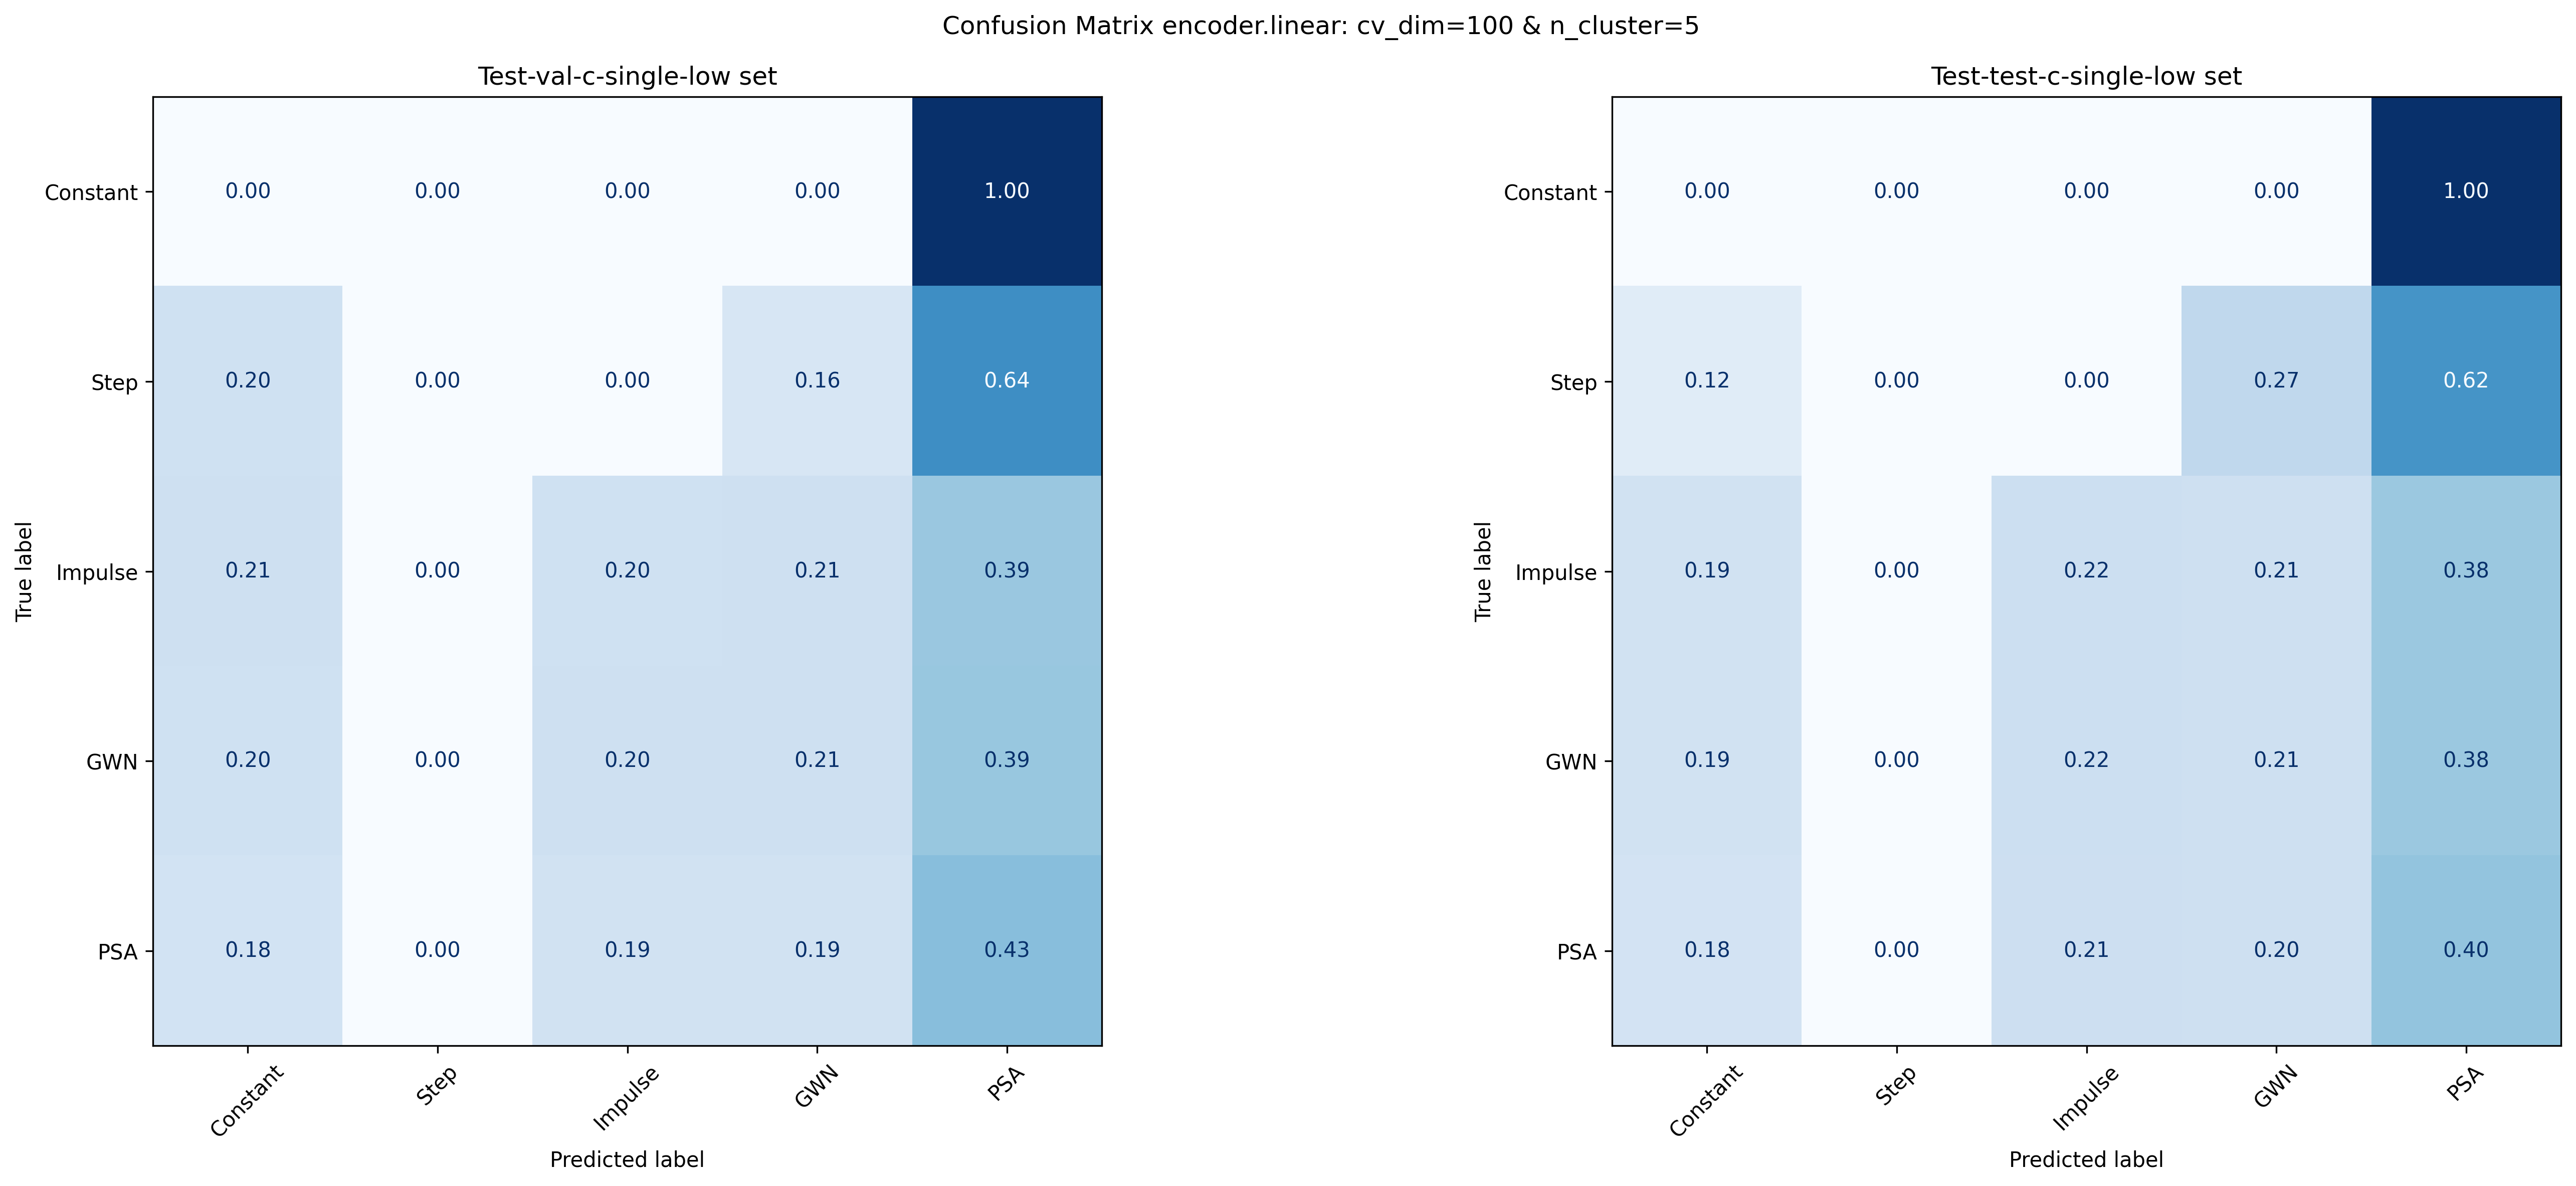 Confusion Matrix encoder.linear: cv_dim=100 & n_cluster=5
Test-val-c-single-low set
Constant 0.00 0.00 0.00 0.00 1.00
Step 0.20 0.00 0.00 0.16 0.64
Impulse 0.21 0.00 0.20 0.21 0.39
GWN 0.20 0.00 0.20 0.21 0.39
PSA 0.18 0.00 0.19 0.19 0.43
True label
Constant Step Impulse GWN PSA
Predicted label
Test-test-c-single-low set
Constant 0.00 0.00 0.00 0.00 1.00
Step 0.12 0.00 0.00 0.27 0.62
Impulse 0.19 0.00 0.22 0.21 0.38
GWN 0.19 0.00 0.22 0.21 0.38
PSA 0.18 0.00 0.21 0.20 0.40
True label
Constant Step Impulse GWN PSA
Predicted label